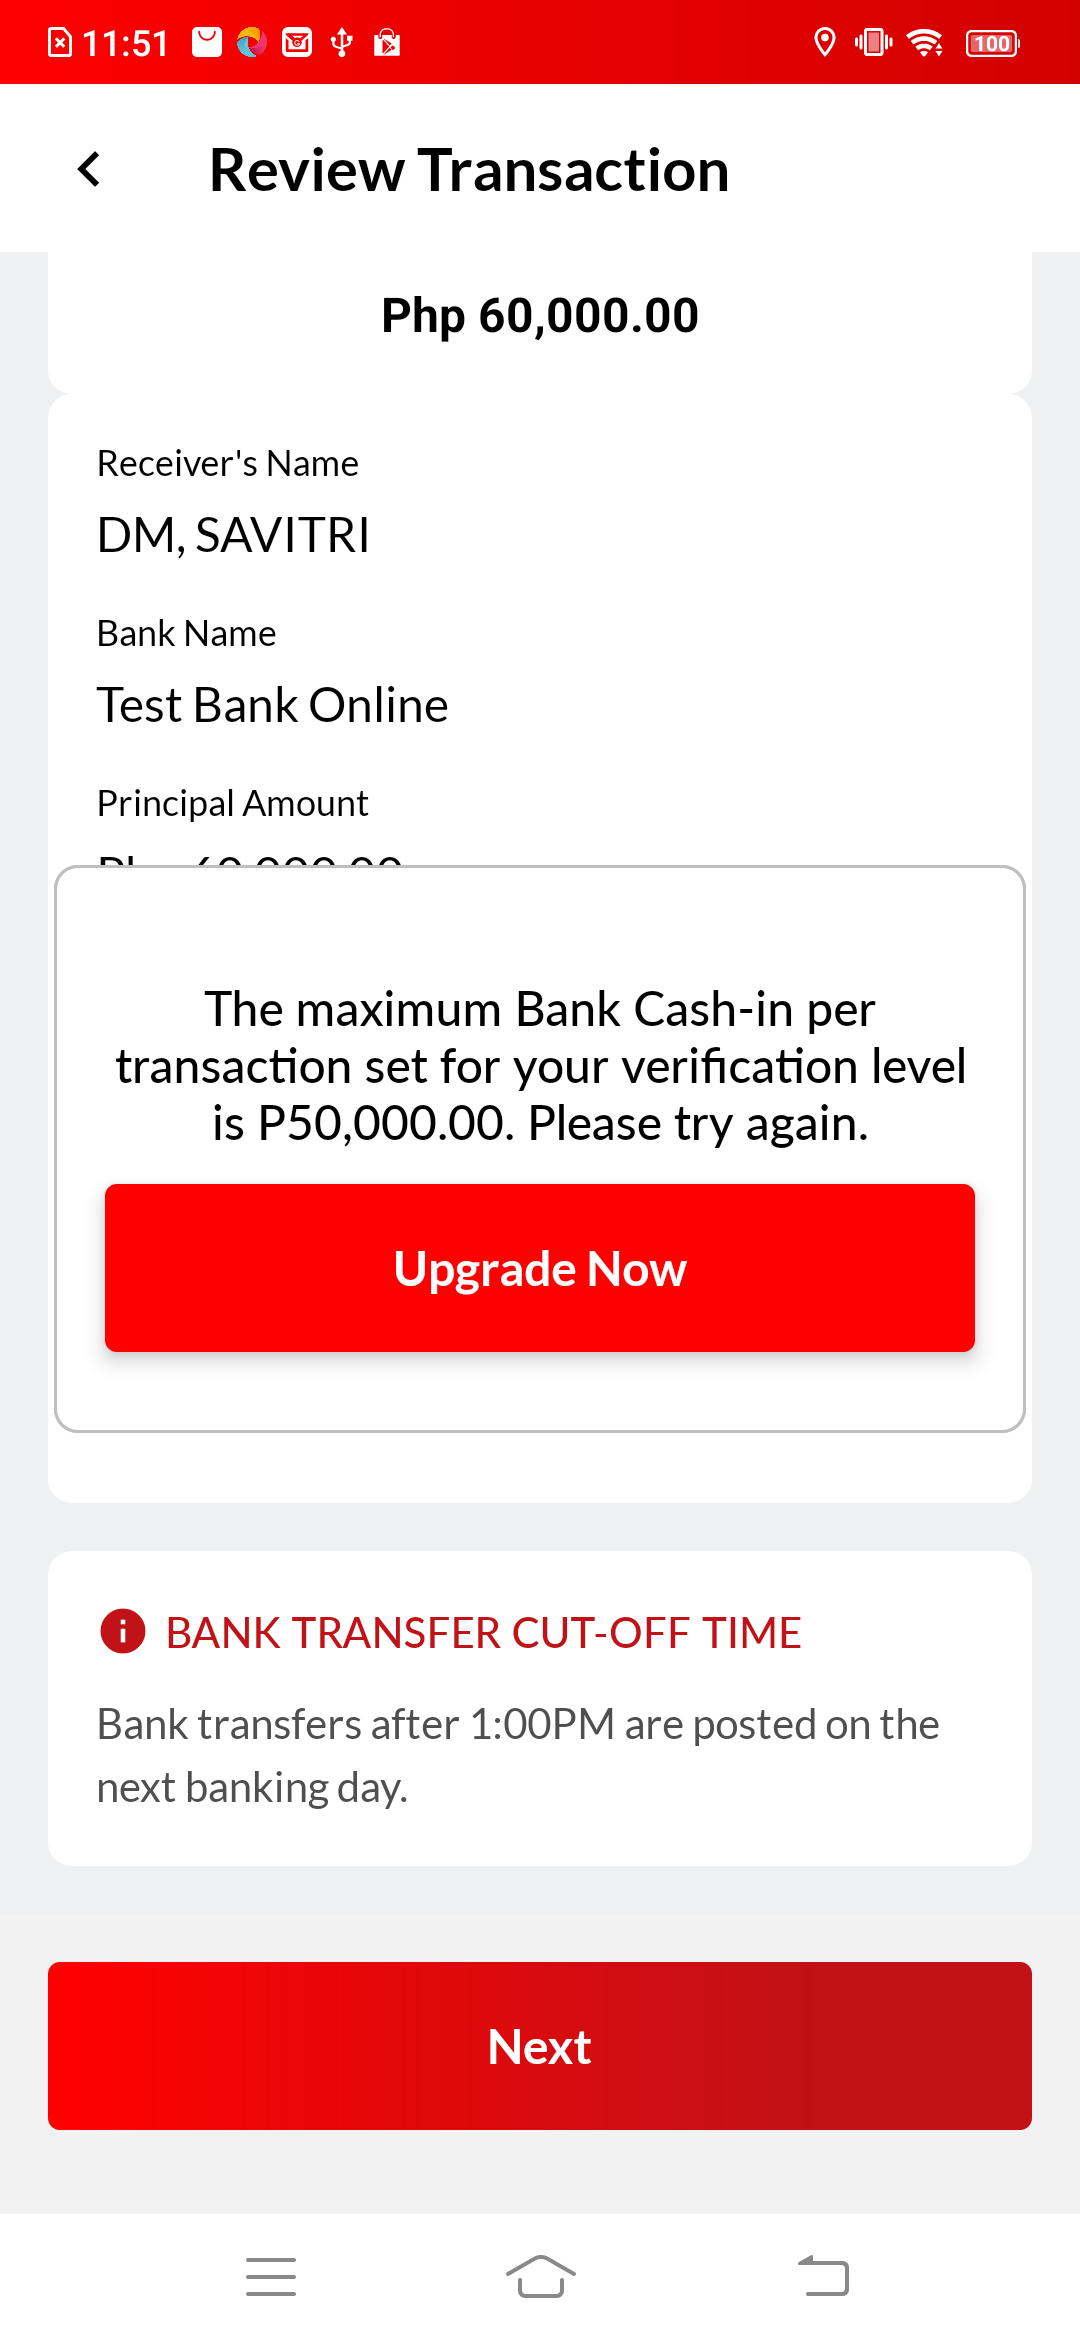 11:51
100
Review Transaction
Php 60,000.00
Receiver's Name
DM, SAVITRI
Bank Name
Test Bank Online
Principal Amount
The maximum Bank Cash-in per
transaction set for your verification level
is P50,000.00. Please try again.
Upgrade Now
BANK TRANSFER CUT-OFF TIME
Bank transfers after 1:00PM are posted on the
next banking day.
Next